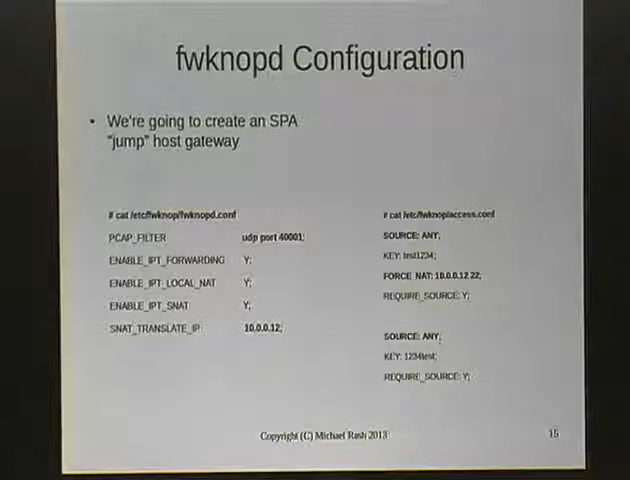 fwknopd Configuration
• We're going to create an SPA
"jump" host gateway
# cat /etc/fwknop/fwknopd.conf
PCAP_FILTER udp port 40001;
ENABLE_IPT_FORWARDING Y;
ENABLE_IPT_LOCAL_NAT Y;
ENABLE_IPT_SNAT Y;
SNAT_TRANSLATE_IP 10.0.0.12;
# cat /etc/fwknop/access.conf
SOURCE: ANY;
KEY: test1234;
FORCE_NAT: 10.0.0.12 22;
REQUIRE_SOURCE: Y;
SOURCE: ANY;
KEY: 1234test;
REQUIRE_SOURCE: Y;
Copyright (C) Michael Rash 2013
15